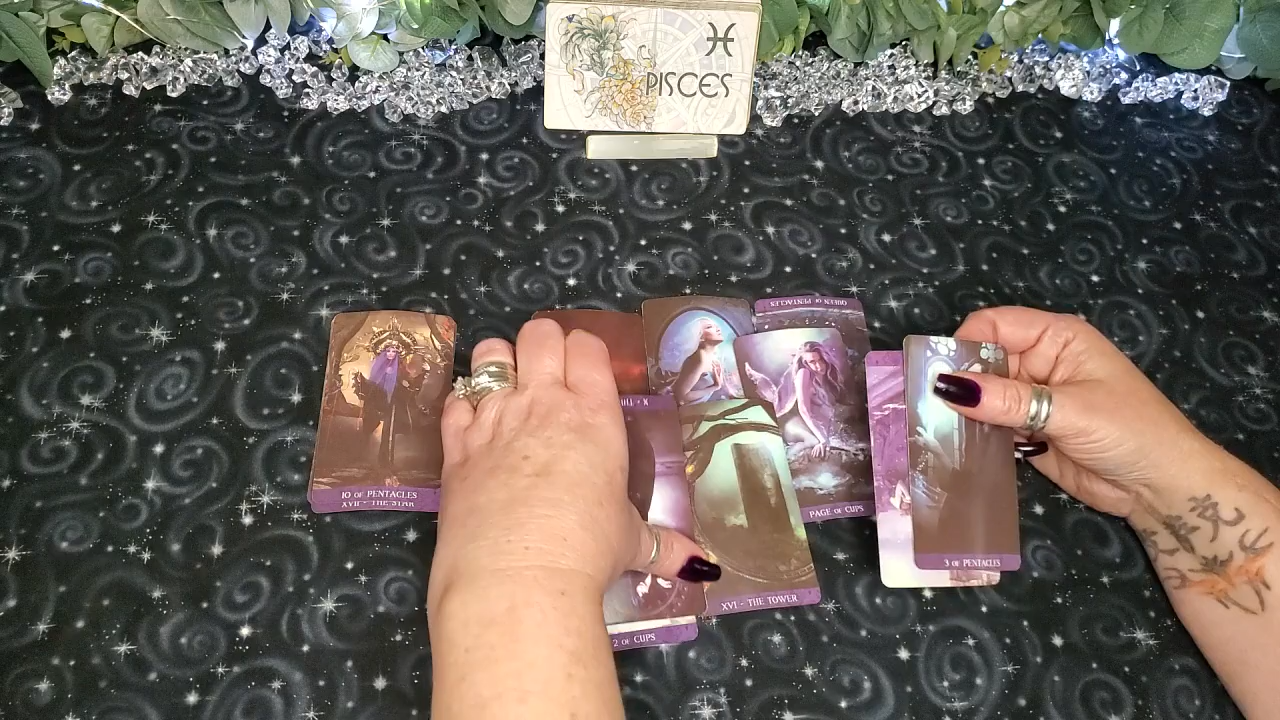 ♓
PISCES
QUEEN OF PENTACLES
10 OF PENTACLES
XVII - THE STAR
PAGE OF CUPS
3 OF PENTACLES
XVI - THE TOWER
2 OF CUPS